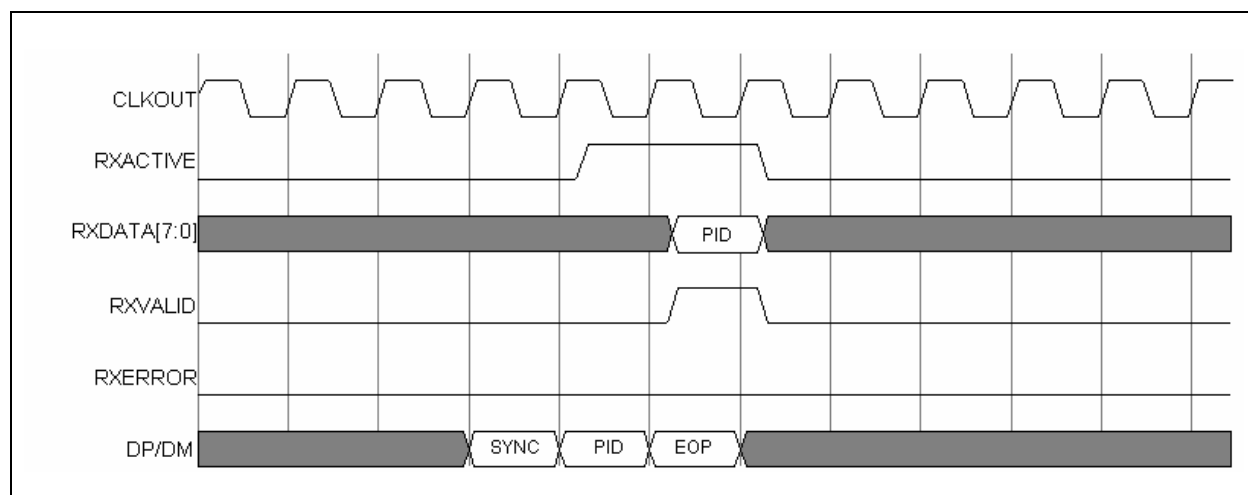 CLKOUT
RXACTIVE
RXDATA[7:0] PID
RXVALID
RXERROR
DP/DM SYNC PID EOP